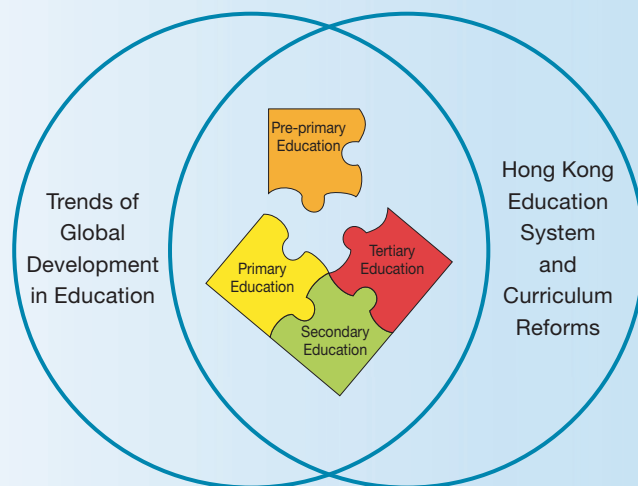 Trends of
Global
Development
in Education
Pre-primary
Education
Primary
Education
Tertiary
Education
Secondary
Education
Hong Kong
Education
System
and
Curriculum
Reforms